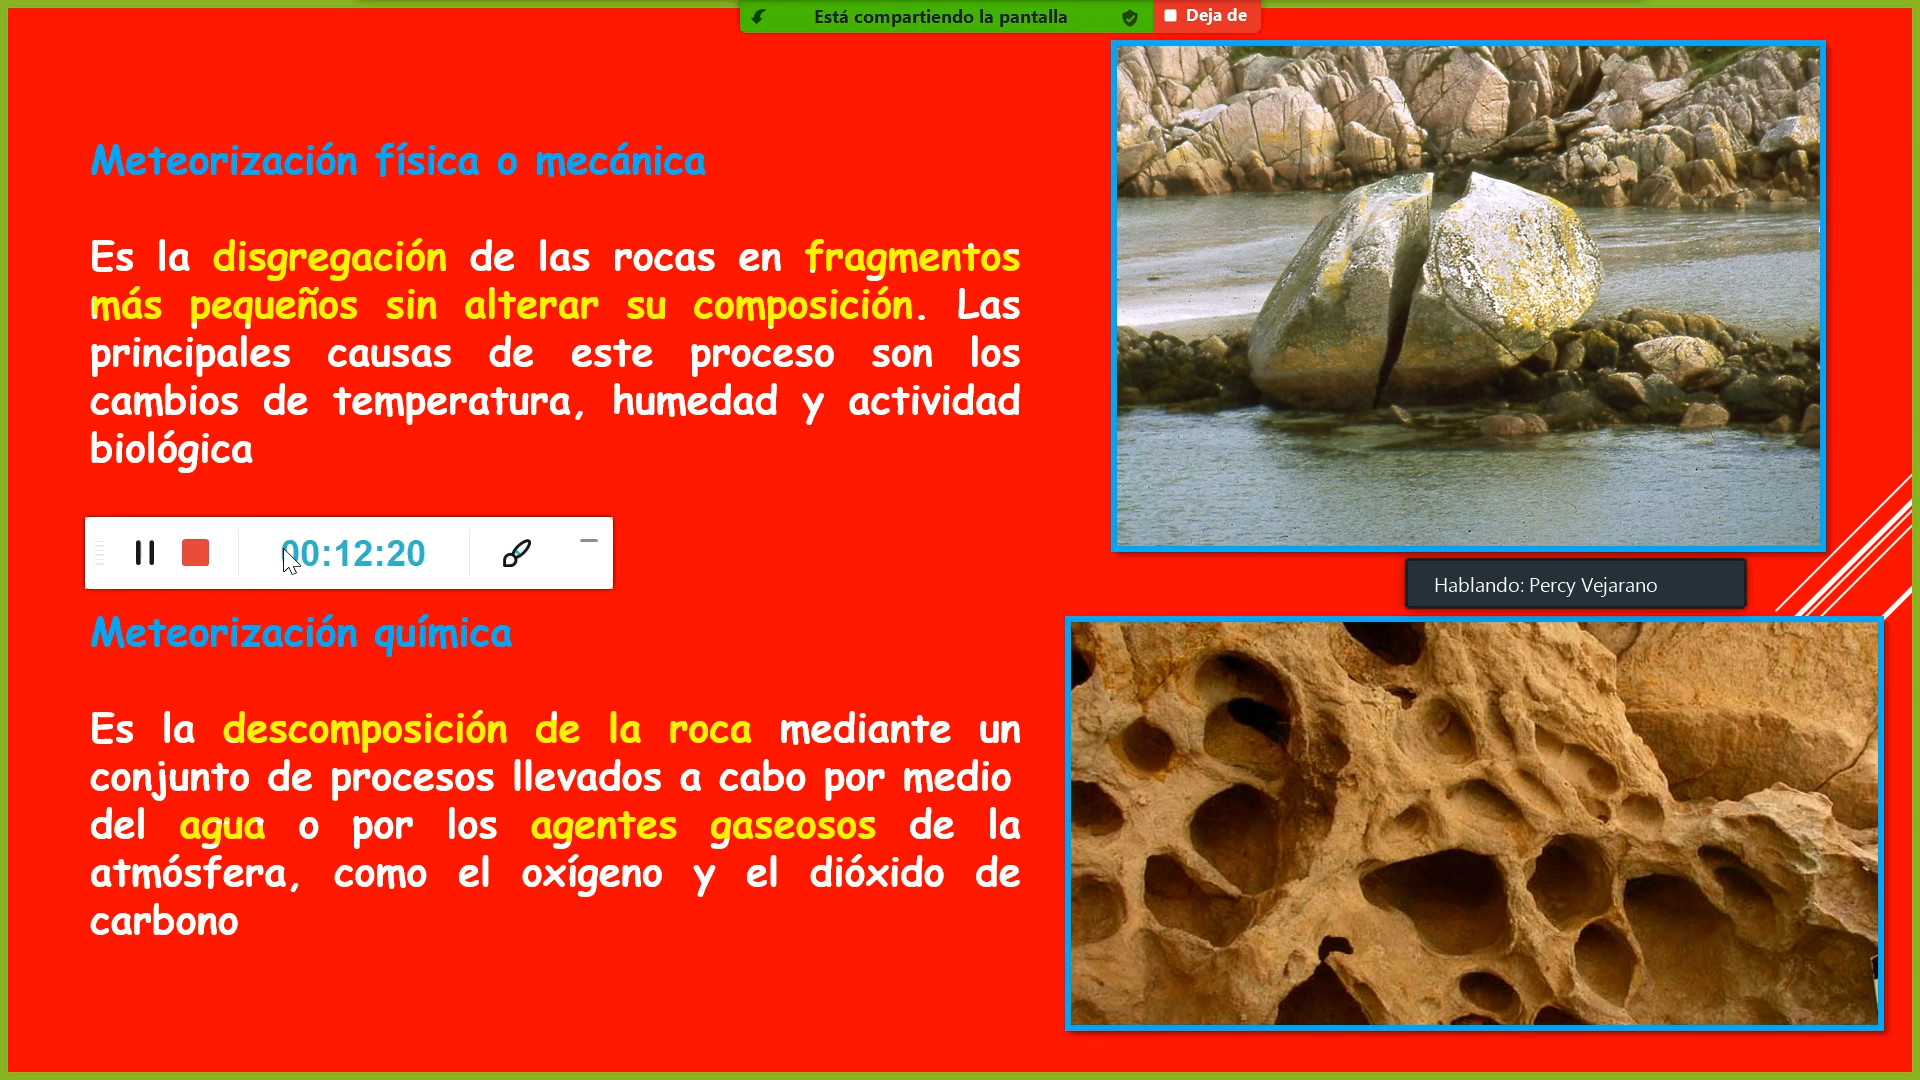 Está compartiendo la pantalla
Deja de
Meteorización física o mecánica
Es la disgregación de las rocas en fragmentos
más pequeños sin alterar su composición. Las
principales causas de este proceso son los
cambios de temperatura, humedad y actividad
biológica
00:12:20
Hablando: Percy Vejarano
Meteorización química
Es la descomposición de la roca mediante un
conjunto de procesos llevados a cabo por medio
del agua o por los agentes gaseosos de la
atmósfera, como el oxígeno y el dióxido de
carbono